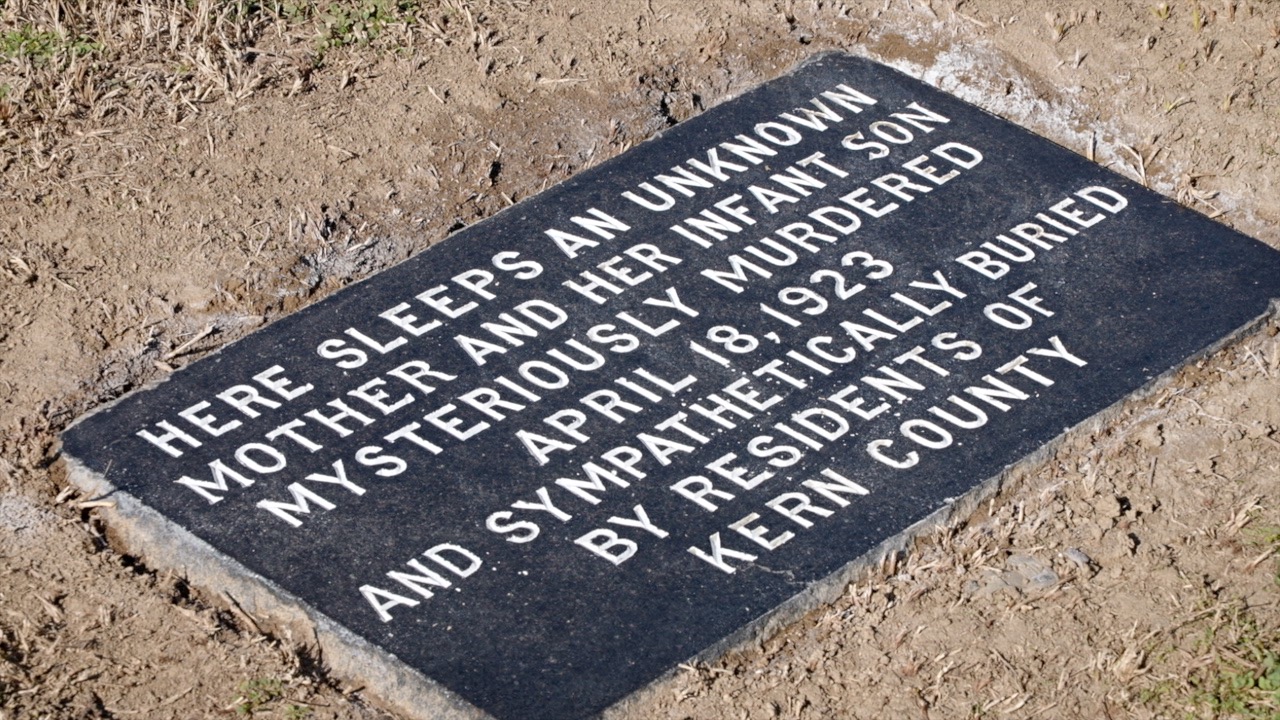 HERE SLEEPS AN UNKNOWN
MOTHER AND HER INFANT SON
MYSTERIOUSLY MURDERED
APRIL 18, 1923
AND SYMPATHETICALLY BURIED
BY RESIDENTS OF
KERN COUNTY